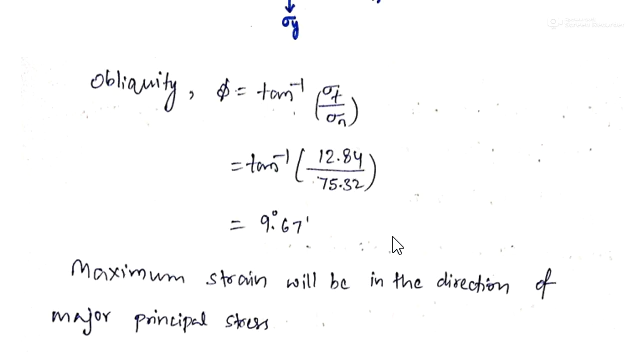 σy
Obliquity, ϕ = tan⁻¹ (σt/σn)
= tan⁻¹ (12.84/75.32)
= 9.°67'
Maximum strain will be in the direction of
major principal stress